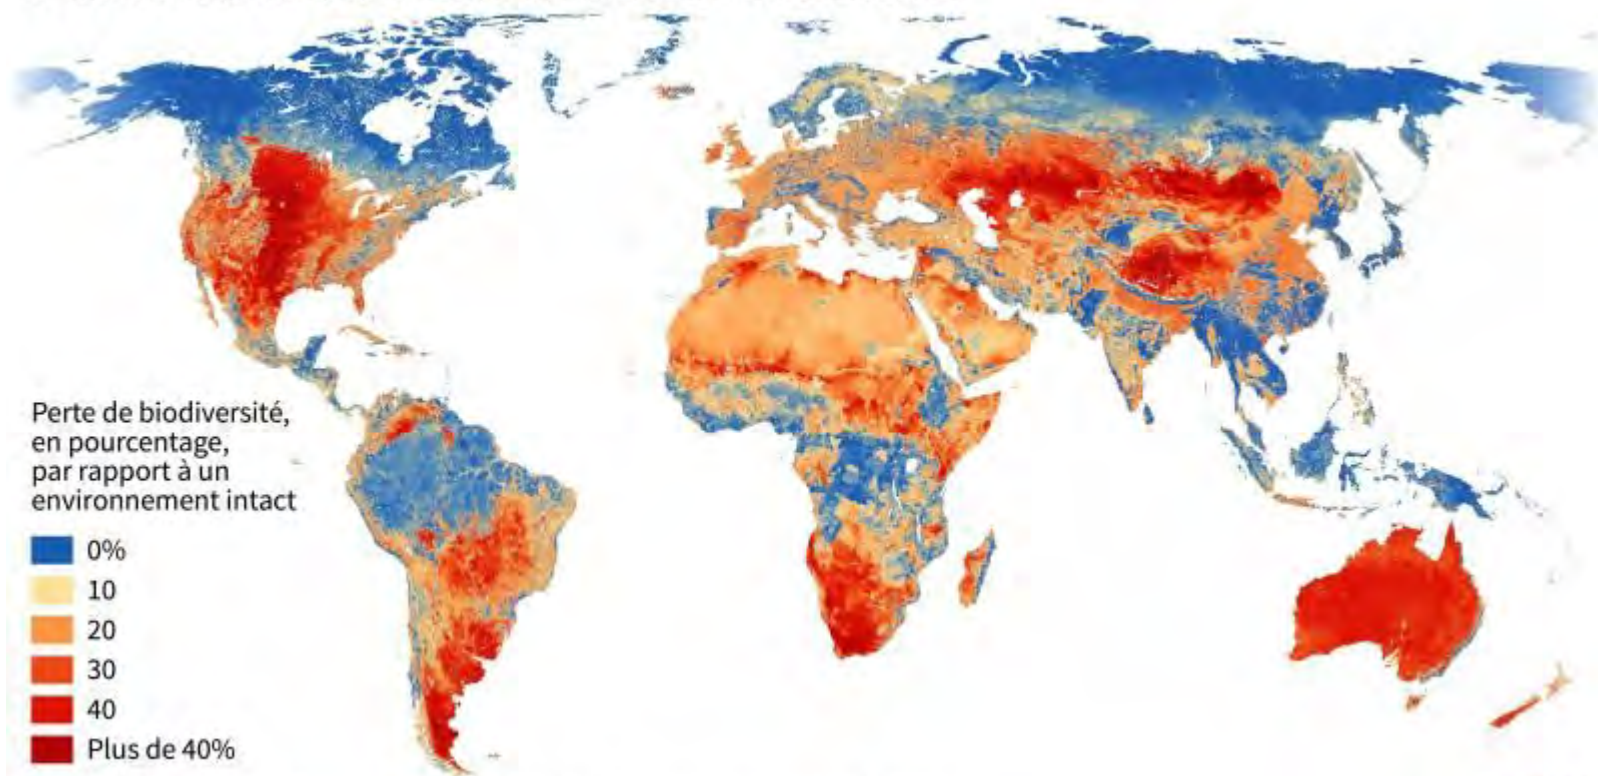 Perte de biodiversité,
en pourcentage,
par rapport à un
environnement intact
0%
10
20
30
40
Plus de 40%